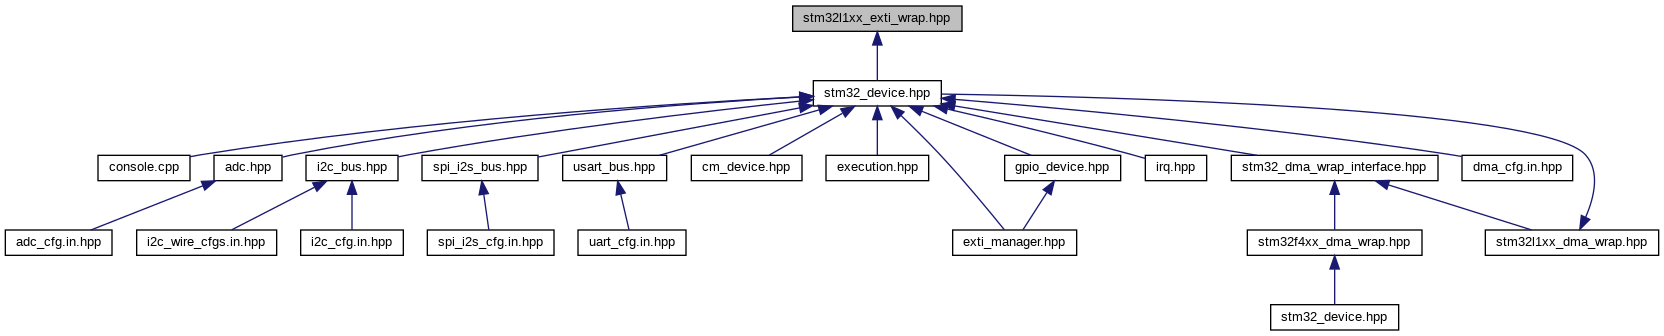 stm32l1xx_exti_wrap.hpp
stm32_device.hpp
console.cpp
adc.hpp
i2c_bus.hpp
spi_i2s_bus.hpp
usart_bus.hpp
cm_device.hpp
execution.hpp
gpio_device.hpp
irq.hpp
stm32_dma_wrap_interface.hpp
dma_cfg.in.hpp
adc_cfg.in.hpp
i2c_wire_cfgs.in.hpp
i2c_cfg.in.hpp
spi_i2s_cfg.in.hpp
uart_cfg.in.hpp
exti_manager.hpp
stm32f4xx_dma_wrap.hpp
stm32l1xx_dma_wrap.hpp
stm32_device.hpp